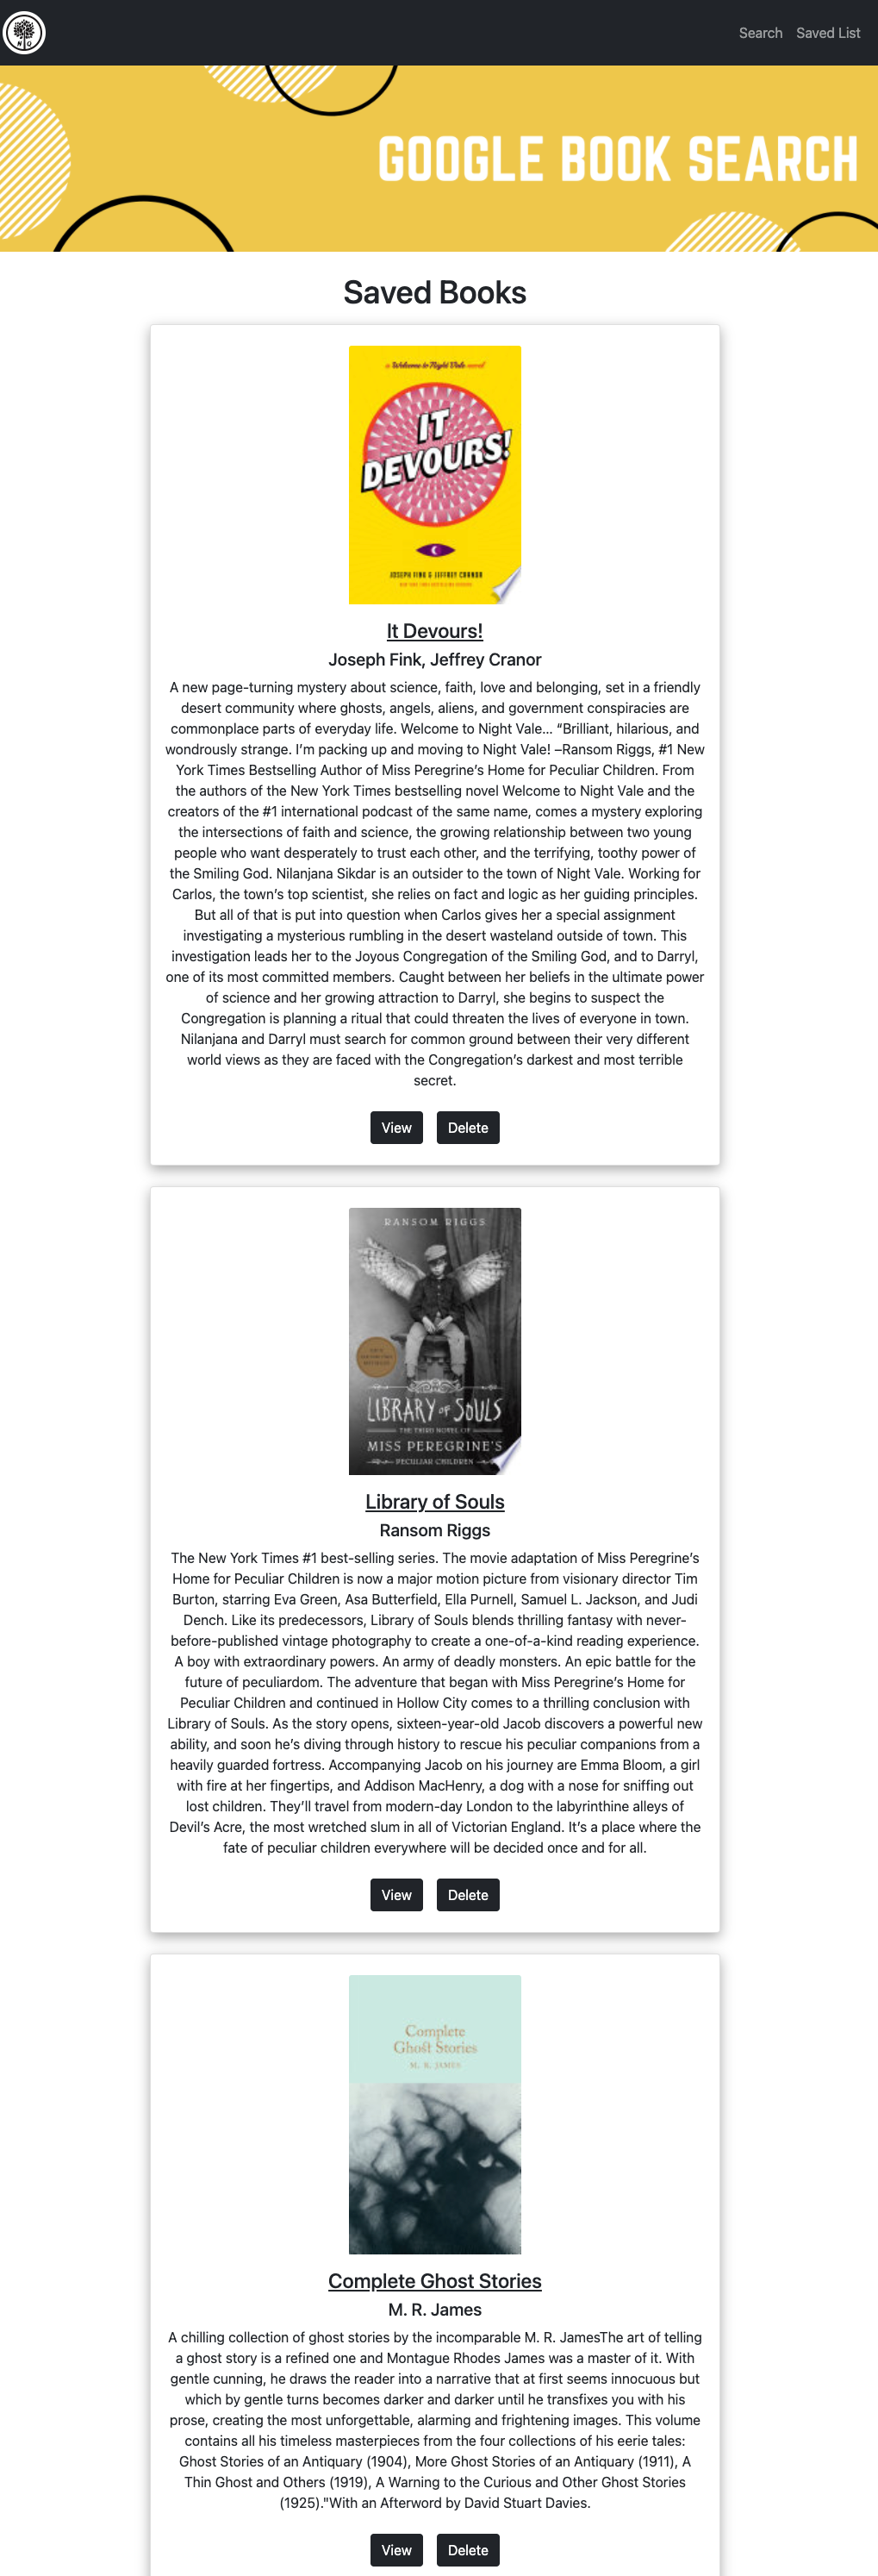 N Q
Search Saved List
GOOGLE BOOK SEARCH
Saved Books
a Welcome to Night Vale novel
IT
DEVOURS!
JOSEPH FINK & JEFFREY CRANOR
It Devours!
Joseph Fink, Jeffrey Cranor
A new page-turning mystery about science, faith, love and belonging, set in a friendly
desert community where ghosts, angels, aliens, and government conspiracies are
commonplace parts of everyday life. Welcome to Night Vale... “Brilliant, hilarious, and
wondrously strange. I’m packing up and moving to Night Vale! –Ransom Riggs, #1 New
York Times Bestselling Author of Miss Peregrine’s Home for Peculiar Children. From
the authors of the New York Times bestselling novel Welcome to Night Vale and the
creators of the #1 international podcast of the same name, comes a mystery exploring
the intersections of faith and science, the growing relationship between two young
people who want desperately to trust each other, and the terrifying, toothy power of
the Smiling God. Nilanjana Sikdar is an outsider to the town of Night Vale. Working for
Carlos, the town’s top scientist, she relies on fact and logic as her guiding principles.
But all of that is put into question when Carlos gives her a special assignment
investigating a mysterious rumbling in the desert wasteland outside of town. This
investigation leads her to the Joyous Congregation of the Smiling God, and to Darryl,
one of its most committed members. Caught between her beliefs in the ultimate power
of science and her growing attraction to Darryl, she begins to suspect the
Congregation is planning a ritual that could threaten the lives of everyone in town.
Nilanjana and Darryl must search for common ground between their very different
world views as they are faced with the Congregation’s darkest and most terrible
secret.
View Delete
RANSOM RIGGS
LIBRARY OF SOULS
THE THIRD NOVEL OF
MISS PEREGRINE'S
PECULIAR CHILDREN
Library of Souls
Ransom Riggs
The New York Times #1 best-selling series. The movie adaptation of Miss Peregrine’s
Home for Peculiar Children is now a major motion picture from visionary director Tim
Burton, starring Eva Green, Asa Butterfield, Ella Purnell, Samuel L. Jackson, and Judi
Dench. Like its predecessors, Library of Souls blends thrilling fantasy with never-
before-published vintage photography to create a one-of-a-kind reading experience.
A boy with extraordinary powers. An army of deadly monsters. An epic battle for the
future of peculiardom. The adventure that began with Miss Peregrine’s Home for
Peculiar Children and continued in Hollow City comes to a thrilling conclusion with
Library of Souls. As the story opens, sixteen-year-old Jacob discovers a powerful new
ability, and soon he’s diving through history to rescue his peculiar companions from a
heavily guarded fortress. Accompanying Jacob on his journey are Emma Bloom, a girl
with fire at her fingertips, and Addison MacHenry, a dog with a nose for sniffing out
lost children. They’ll travel from modern-day London to the labyrinthine alleys of
Devil’s Acre, the most wretched slum in all of Victorian England. It’s a place where the
fate of peculiar children everywhere will be decided once and for all.
View Delete
Complete
Ghost Stories
M. R. JAMES
Complete Ghost Stories
M. R. James
A chilling collection of ghost stories by the incomparable M. R. JamesThe art of telling
a ghost story is a refined one and Montague Rhodes James was a master of it. With
gentle cunning, he draws the reader into a narrative that at first seems innocuous but
which by gentle turns becomes darker and darker until he transfixes you with his
prose, creating the most unforgettable, alarming and frightening images. This volume
contains all his timeless masterpieces from the four collections of his eerie tales:
Ghost Stories of an Antiquary (1904), More Ghost Stories of an Antiquary (1911), A
Thin Ghost and Others (1919), A Warning to the Curious and Other Ghost Stories
(1925)."With an Afterword by David Stuart Davies.
View Delete